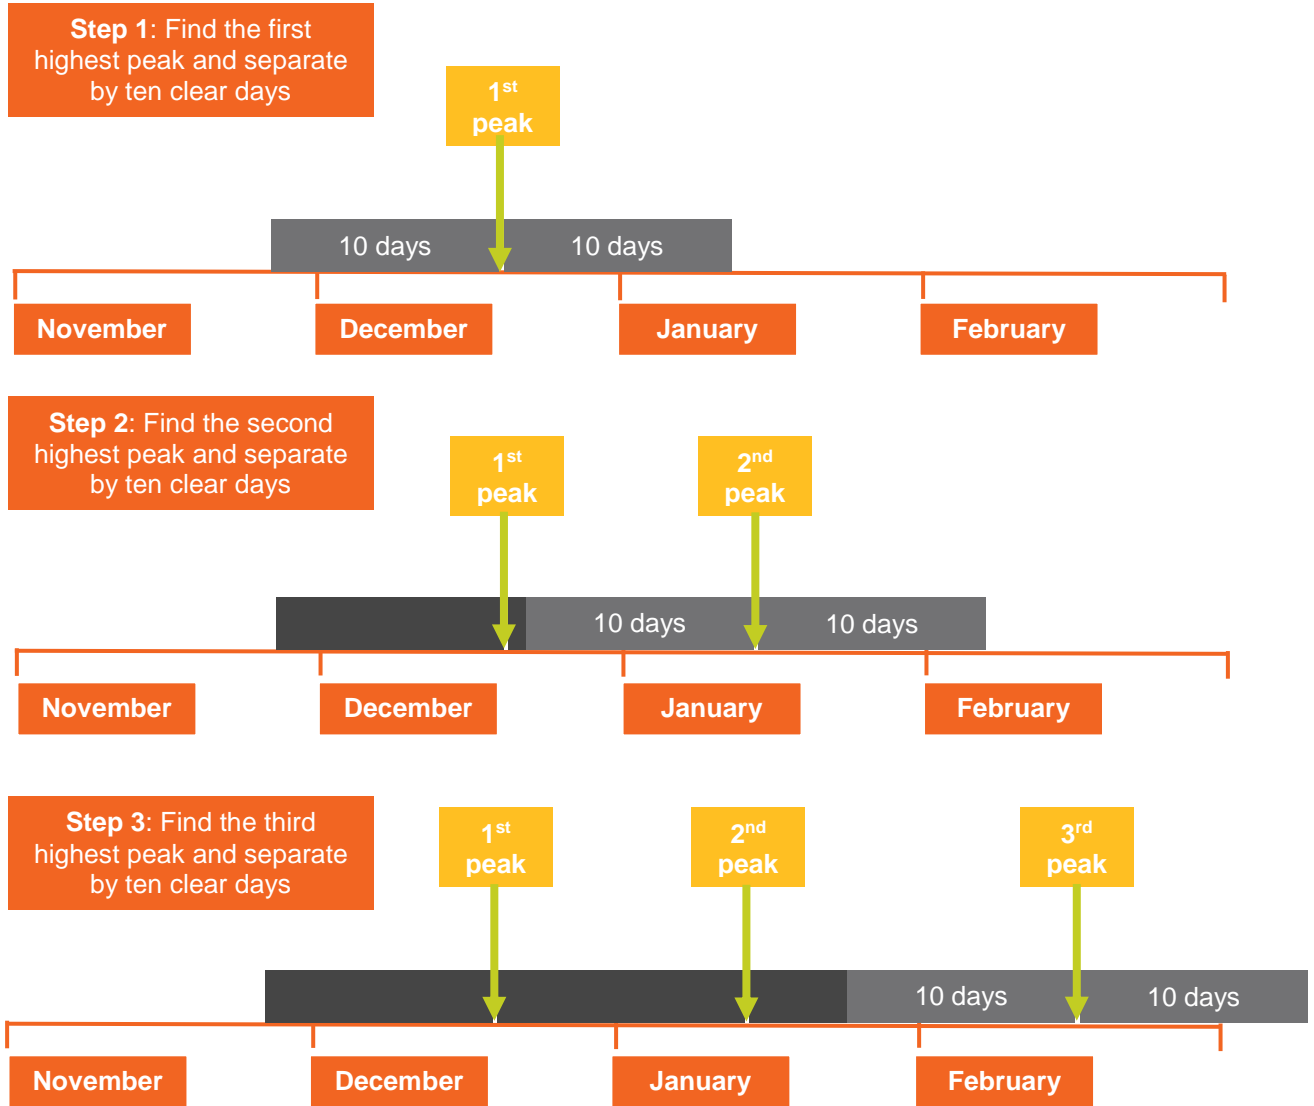 Step 1: Find the first
highest peak and separate
by ten clear days
1st
peak
10 days
10 days
November
December
January
February
Step 2: Find the second
highest peak and separate
by ten clear days
1st
peak
2nd
peak
10 days
10 days
November
December
January
February
Step 3: Find the third
highest peak and separate
by ten clear days
1st
peak
2nd
peak
3rd
peak
10 days
10 days
November
December
January
February